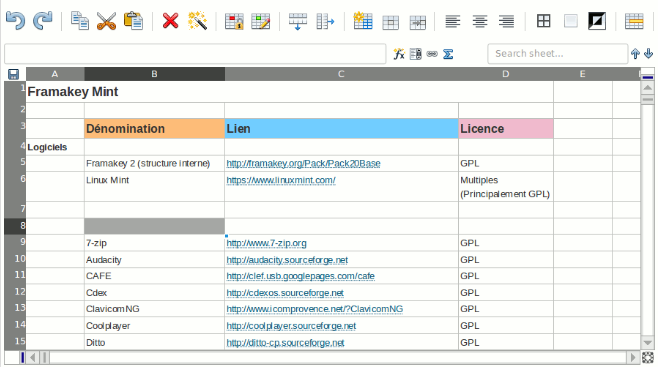 Search sheet...
A B C D E
1 Framakey Mint
2
3 Dénomination Lien Licence
4 Logiciels
5 Framakey 2 (structure interne) http://framakey.org/Pack/Pack20Base GPL
6 Linux Mint https://www.linuxmint.com/ Multiples
(Principalement GPL)
7
8
9 7-zip http://www.7-zip.org GPL
10 Audacity http://audacity.sourceforge.net GPL
11 CAFE http://clef.usb.googlepages.com/cafe GPL
12 Cdex http://cdexos.sourceforge.net GPL
13 ClavicomNG http://www.icomprovence.net/?ClavicomNG GPL
14 Coolplayer http://coolplayer.sourceforge.net GPL
15 Ditto http://ditto-cp.sourceforge.net GPL